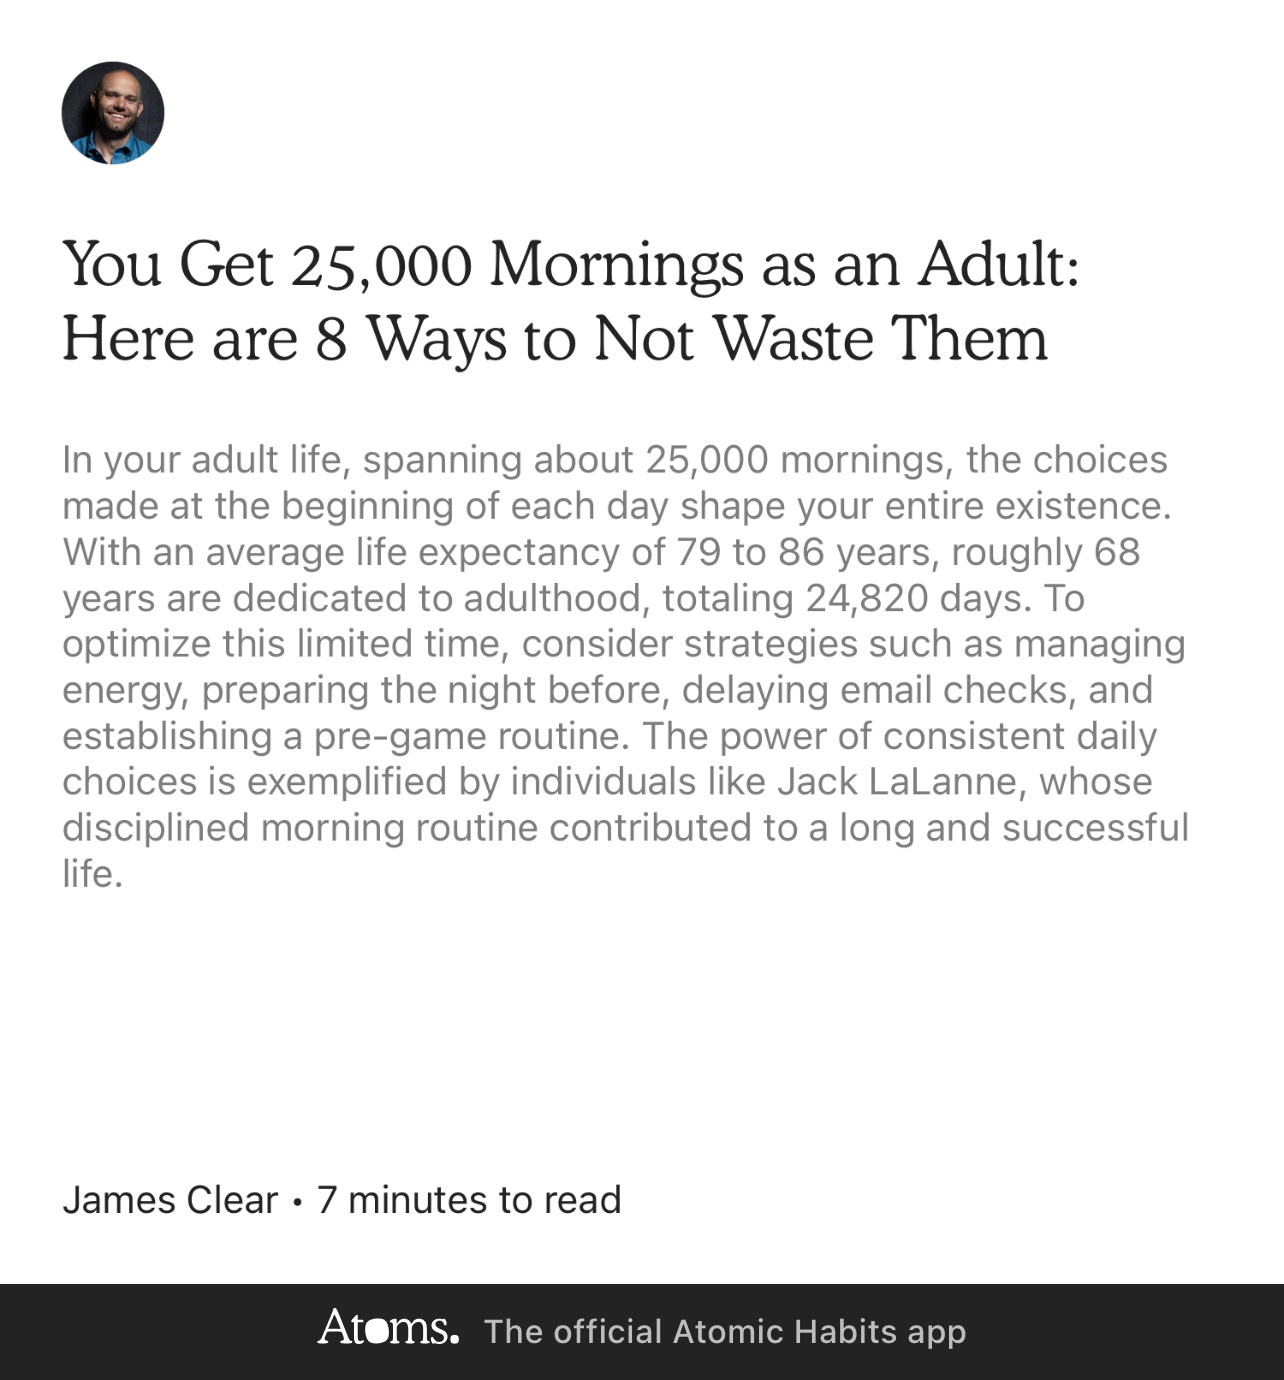 You Get 25,000 Mornings as an Adult:
Here are 8 Ways to Not Waste Them
In your adult life, spanning about 25,000 mornings, the choices
made at the beginning of each day shape your entire existence.
With an average life expectancy of 79 to 86 years, roughly 68
years are dedicated to adulthood, totaling 24,820 days. To
optimize this limited time, consider strategies such as managing
energy, preparing the night before, delaying email checks, and
establishing a pre-game routine. The power of consistent daily
choices is exemplified by individuals like Jack LaLanne, whose
disciplined morning routine contributed to a long and successful
life.
James Clear • 7 minutes to read
Atoms. The official Atomic Habits app